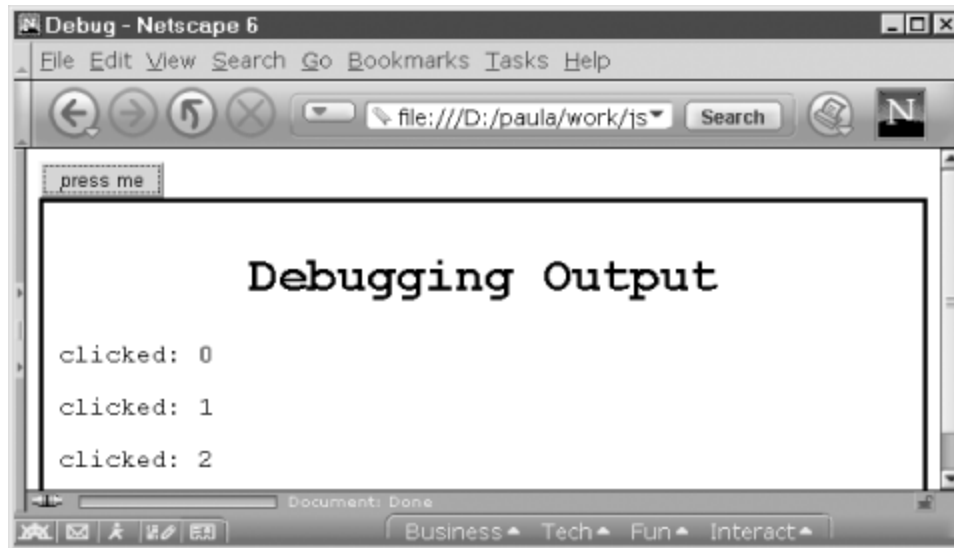 Debug - Netscape 6
File Edit View Search Go Bookmarks Tasks Help
file:///D:/paula/work/js
Search
N
press me
Debugging Output
clicked: 0
clicked: 1
clicked: 2
Document: Done
Business Tech Fun Interact